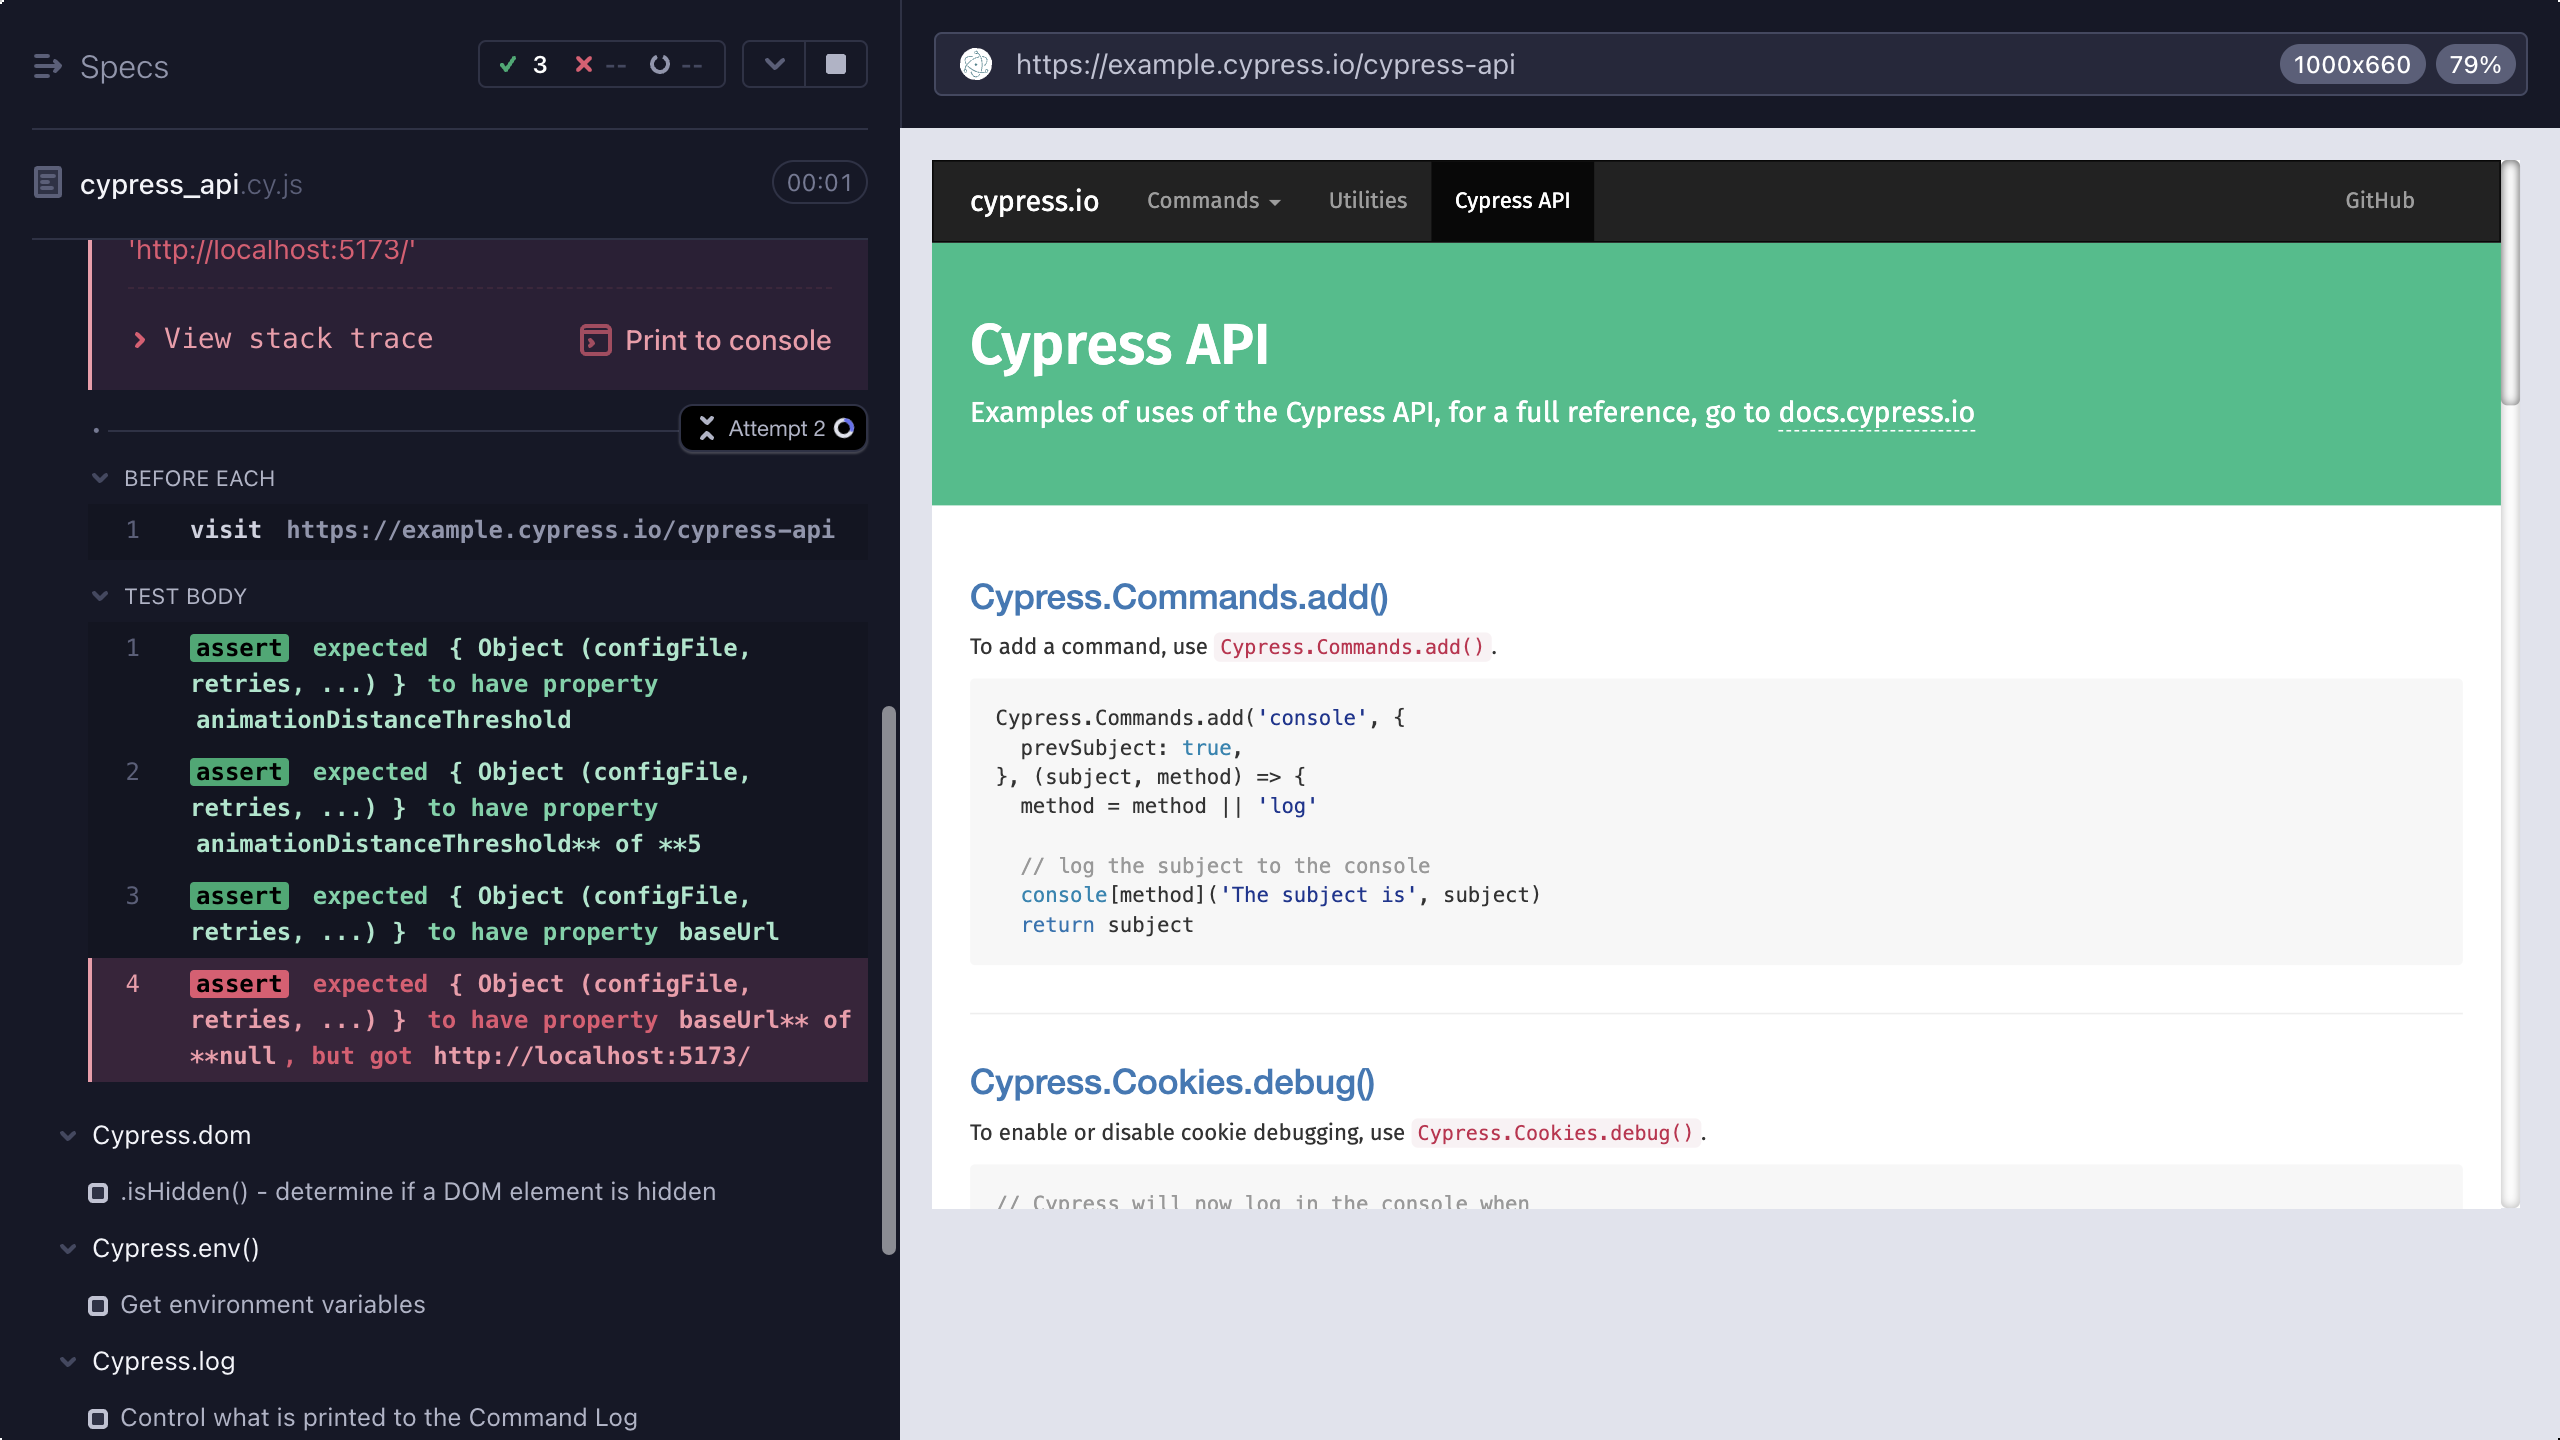 Specs
3 -- --
cypress_api.cy.js
00:01
'http://localhost:5173/'
View stack trace
Print to console
Attempt 2
BEFORE EACH
1 visit https://example.cypress.io/cypress-api
TEST BODY
1 assert expected { Object (configFile,
retries, ...) } to have property
animationDistanceThreshold
2 assert expected { Object (configFile,
retries, ...) } to have property
animationDistanceThreshold** of **5
3 assert expected { Object (configFile,
retries, ...) } to have property baseUrl
4 assert expected { Object (configFile,
retries, ...) } to have property baseUrl** of
**null, but got http://localhost:5173/
Cypress.dom
.isHidden() - determine if a DOM element is hidden
Cypress.env()
Get environment variables
Cypress.log
Control what is printed to the Command Log
https://example.cypress.io/cypress-api
1000x660
79%
cypress.io
Commands
Utilities
Cypress API
GitHub
Cypress API
Examples of uses of the Cypress API, for a full reference, go to docs.cypress.io
Cypress.Commands.add()
To add a command, use Cypress.Commands.add().
Cypress.Commands.add('console', {
prevSubject: true,
}, (subject, method) => {
method = method || 'log'
// log the subject to the console
console[method]('The subject is', subject)
return subject
Cypress.Cookies.debug()
To enable or disable cookie debugging, use Cypress.Cookies.debug().
// Cypress will now log in the console when